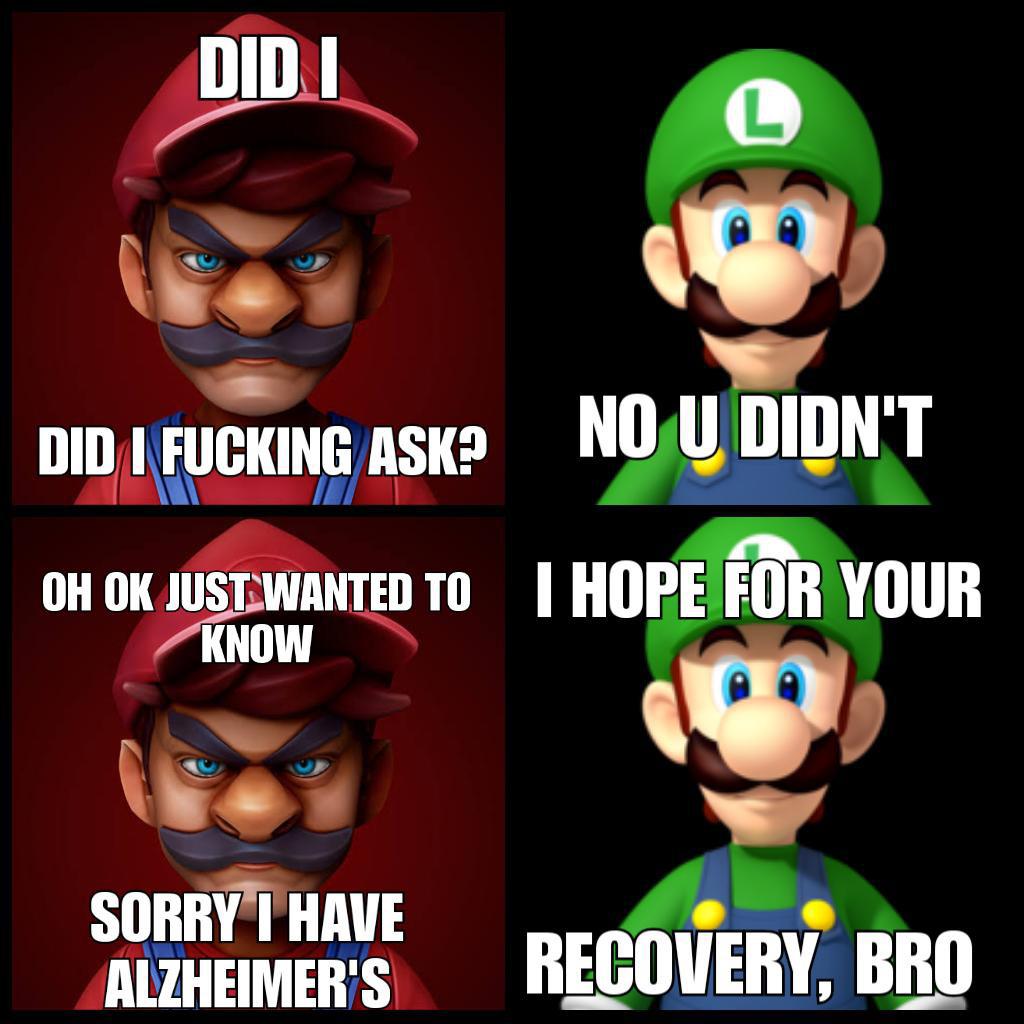 DID I
DID I FUCKING ASK?
L
NO U DIDN'T
OH OK JUST WANTED TO
KNOW
SORRY I HAVE
ALZHEIMER'S
L
I HOPE FOR YOUR
RECOVERY, BRO